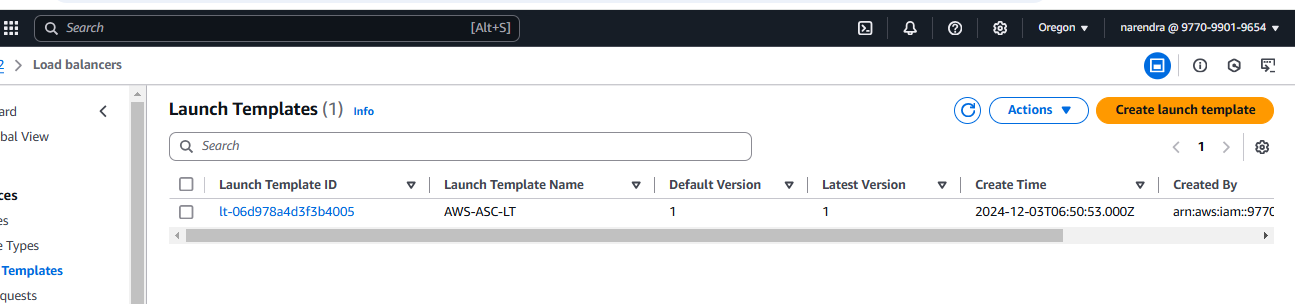 Search [Alt+S] Oregon narendra @ 9770-9901-9654
2 > Load balancers
ard
Launch Templates (1) Info Actions Create launch template
bal View
Search 1
Launch Template ID Launch Template Name Default Version Latest Version Create Time Created By
ces
lt-06d978a4d3f3b4005 AWS-ASC-LT 1 1 2024-12-03T06:50:53.000Z arn:aws:iam::9770
es
e Types
Templates
quests